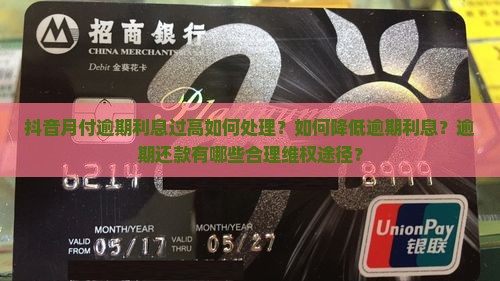 招商銀行
CHINA MERCHANTS BANK
Debit 金葵花卡
抖音月付逾期利息过高如何处理？如何降低逾期利息？逾
期还款有哪些合理维权途径？
6214 8999
MONTH/YEAR MONTH/YEAR
VALID FROM 05/17 VALID THRU 05/27
UnionPay
银联